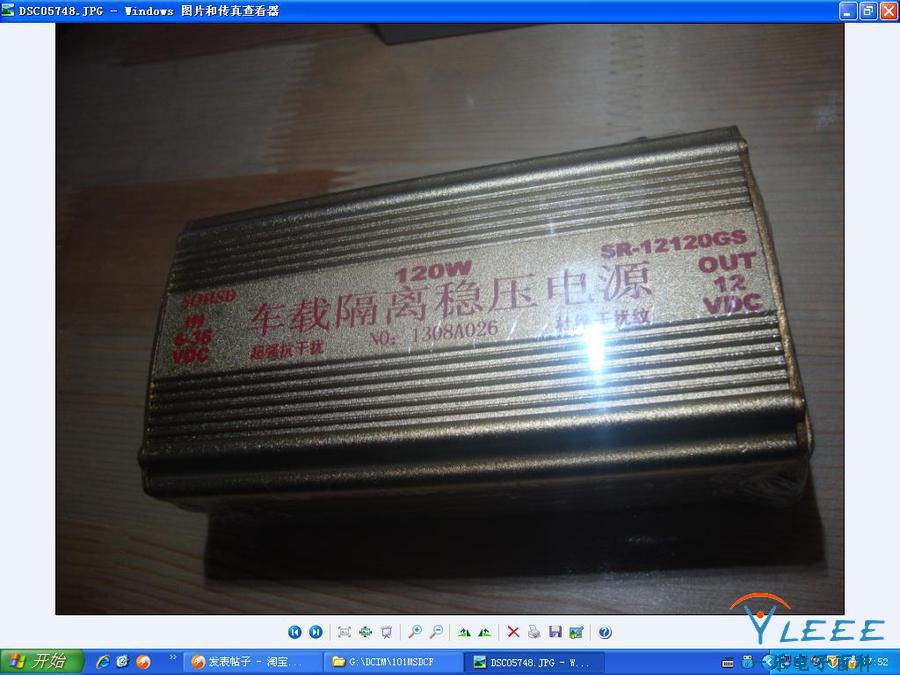 DSC05748.JPG - Windows 图片和传真查看器
SR-12120GS
120W
OUT
12
VDC
车载隔离稳压电源
IN
6-36
VDC
超强抗干扰
NO: 1308A026
YLEEE
开始
发表帖子 - 淘宝...
G:\DCIM\101MSDCF
DSC05748.JPG - W...